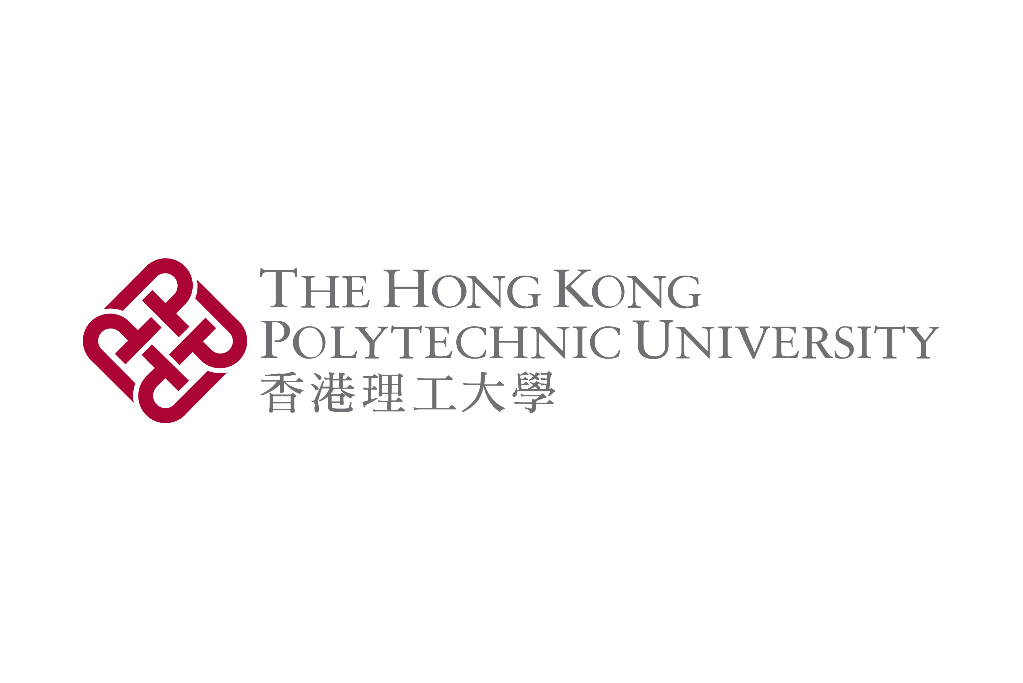 The Hong Kong
Polytechnic University
香港理工大學